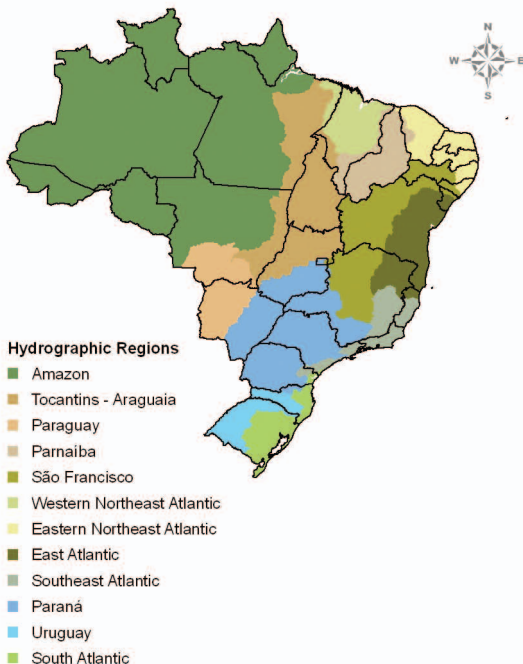 N
W E
S
Hydrographic Regions
Amazon
Tocantins - Araguaia
Paraguay
Parnaiba
São Francisco
Western Northeast Atlantic
Eastern Northeast Atlantic
East Atlantic
Southeast Atlantic
Paraná
Uruguay
South Atlantic